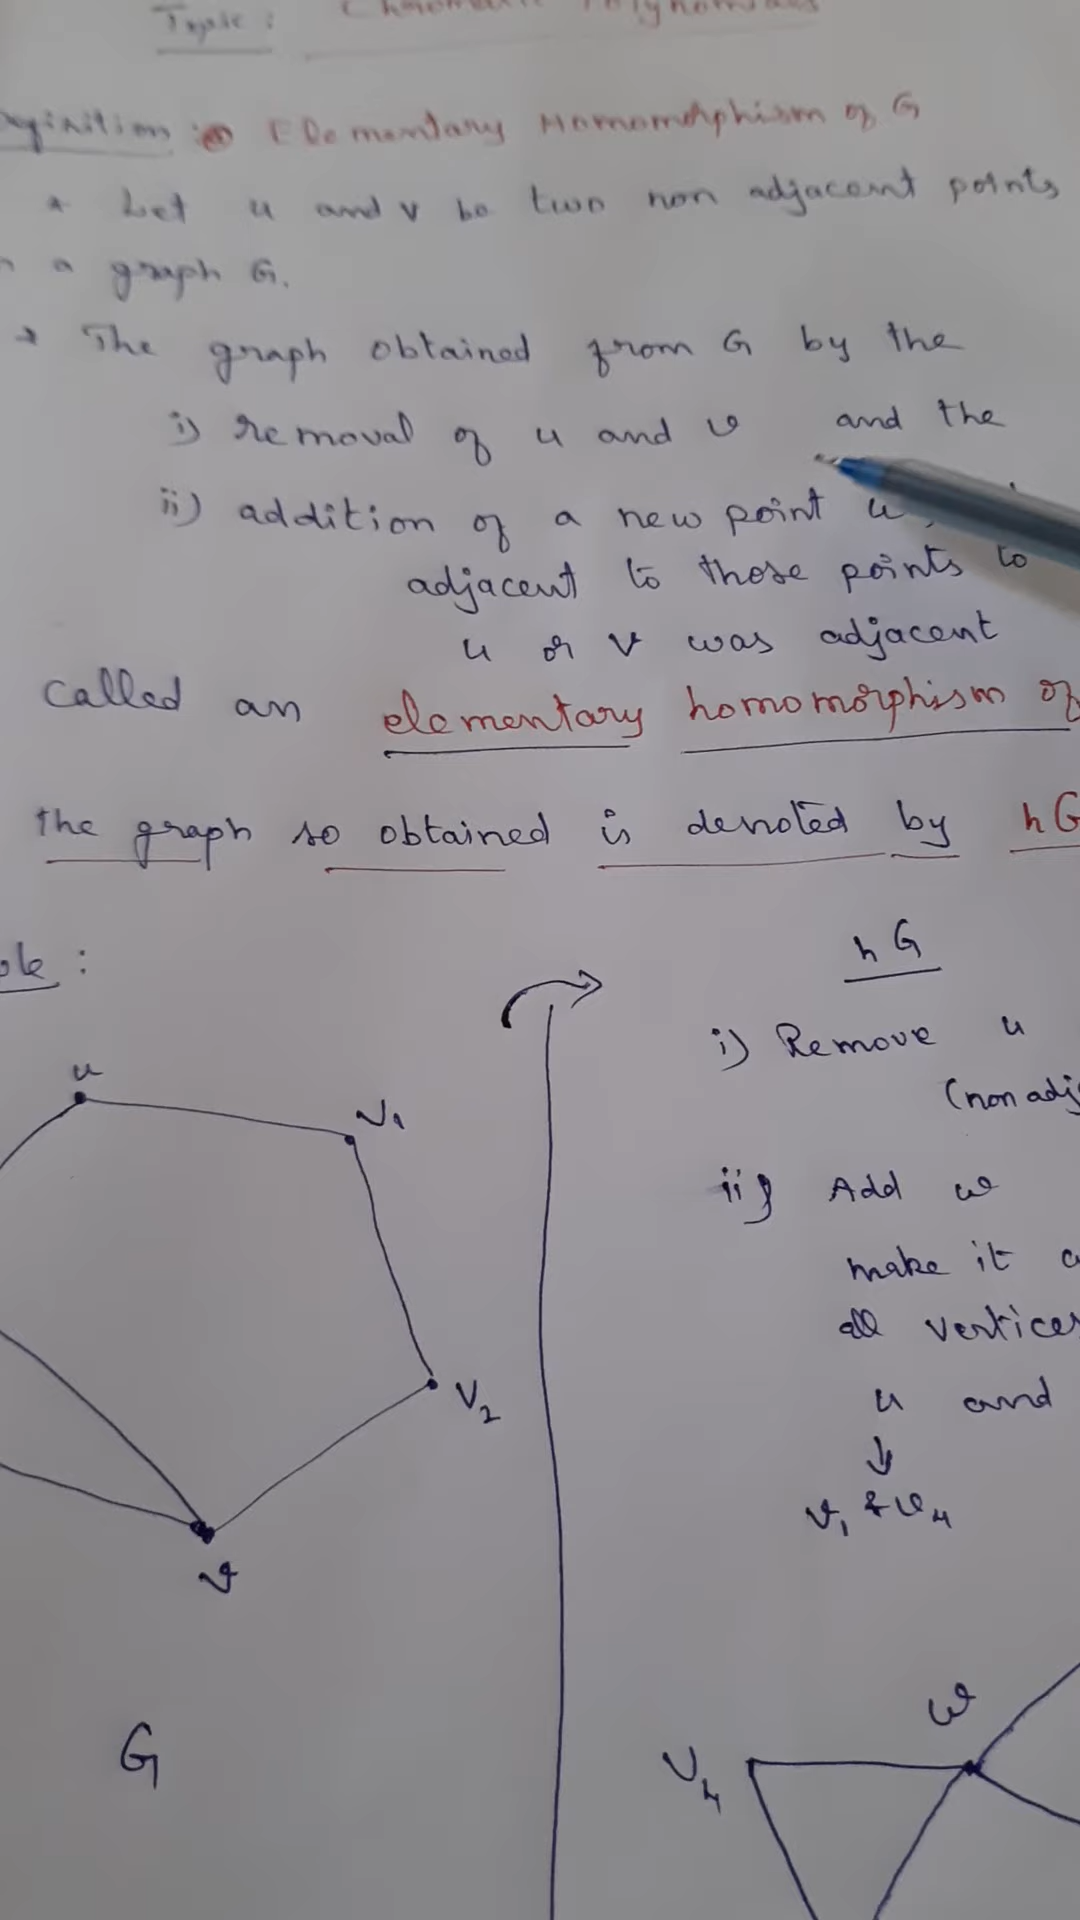 Topic : Chromatic Polynomials
Definition : Elementary Homomorphism of G
* Let u and v be two non adjacent points
a graph G.
The graph obtained from G by the
i) removal of u and v and the
ii) addition of a new point
adjacent to those points to
u or v was adjacent
called an elementary homomorphism of
the graph so obtained is denoted by hG
:
hG
i) Remove u
(non adj
ii) Add w
make it
all vertices
u and
v1 & v4
u
v1
v2
v
G
w
v4